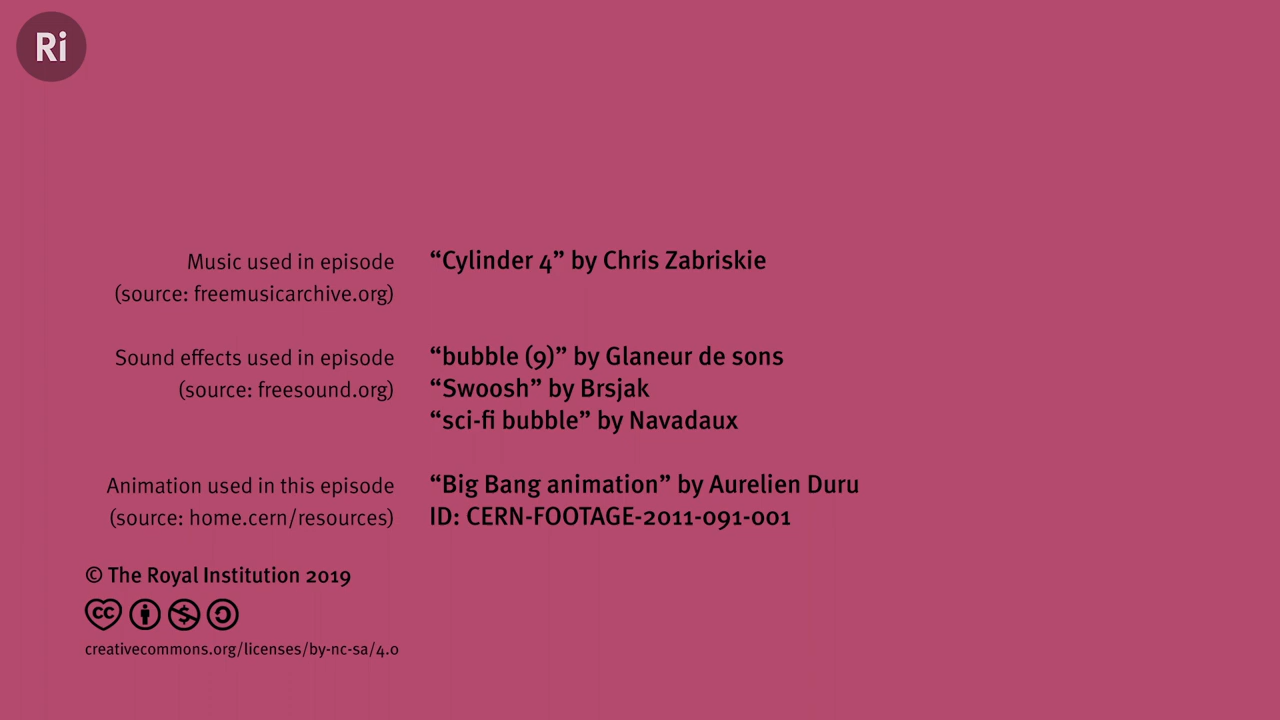 Ri
Music used in episode “Cylinder 4” by Chris Zabriskie
(source: freemusicarchive.org)
Sound effects used in episode “bubble (9)” by Glaneur de sons
(source: freesound.org) “Swoosh” by Brsjak
“sci-fi bubble” by Navadaux
Animation used in this episode “Big Bang animation” by Aurelien Duru
(source: home.cern/resources) ID: CERN-FOOTAGE-2011-091-001
© The Royal Institution 2019
cc
creativecommons.org/licenses/by-nc-sa/4.0